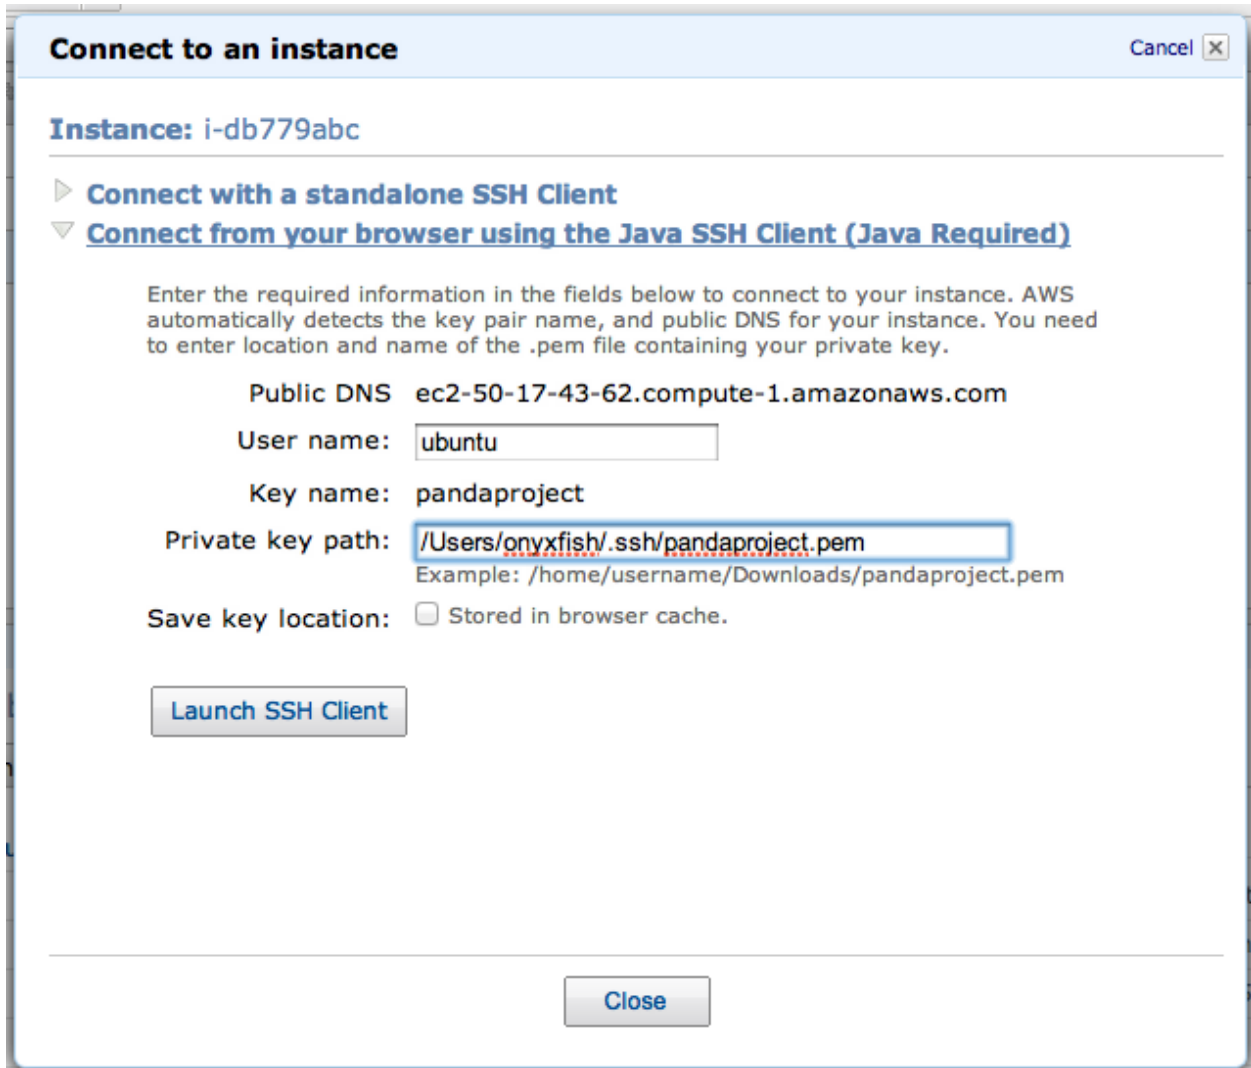 Connect to an instance
Cancel
Instance: i-db779abc
Connect with a standalone SSH Client
Connect from your browser using the Java SSH Client (Java Required)
Enter the required information in the fields below to connect to your instance. AWS
automatically detects the key pair name, and public DNS for your instance. You need
to enter location and name of the .pem file containing your private key.
Public DNS ec2-50-17-43-62.compute-1.amazonaws.com
User name: ubuntu
Key name: pandaproject
Private key path: /Users/onyxfish/.ssh/pandaproject.pem
Example: /home/username/Downloads/pandaproject.pem
Save key location: Stored in browser cache.
Launch SSH Client
Close